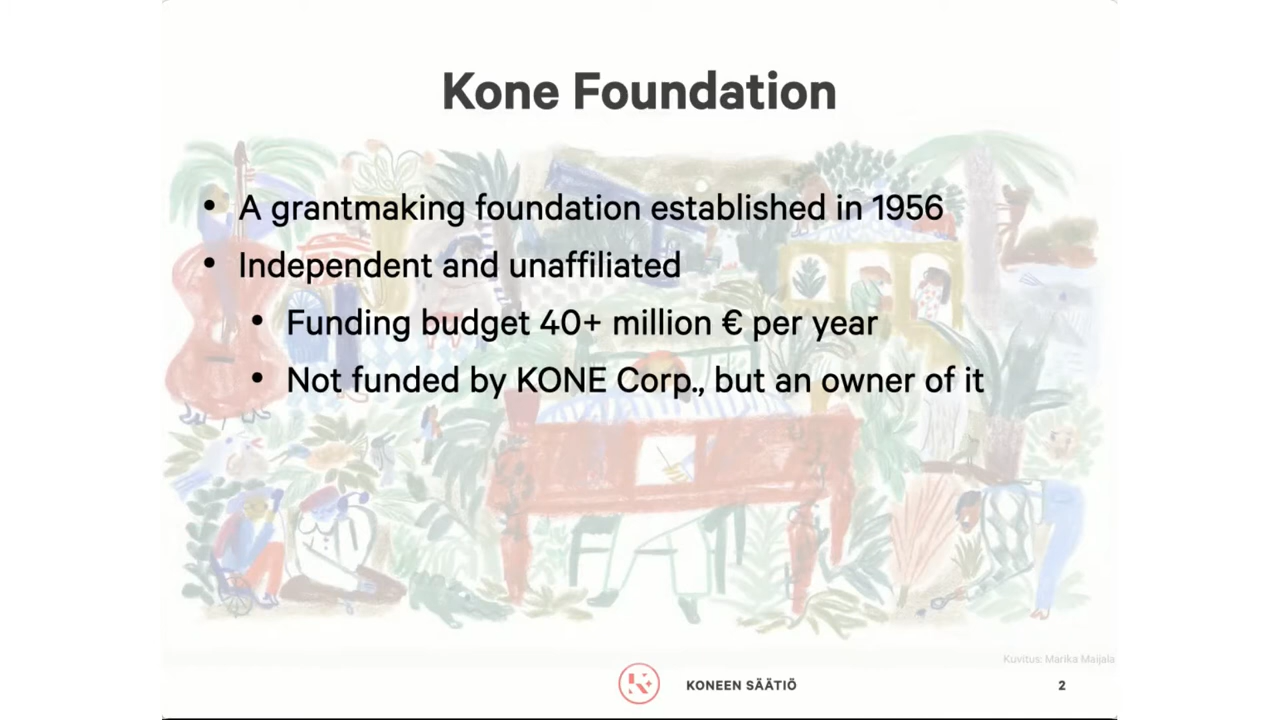 Kone Foundation
• A grantmaking foundation established in 1956
• Independent and unaffiliated
• Funding budget 40+ million € per year
• Not funded by KONE Corp., but an owner of it
Kuvitus: Marika Maijala
KONEEN SÄÄTIÖ
2